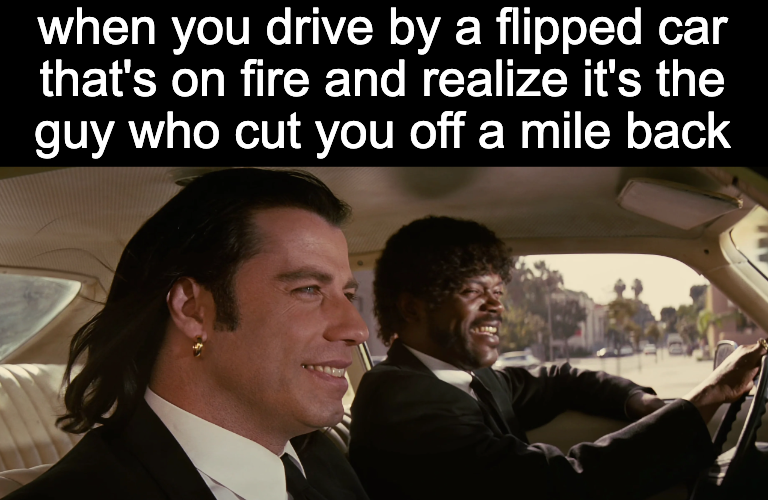 when you drive by a flipped car
that's on fire and realize it's the
guy who cut you off a mile back